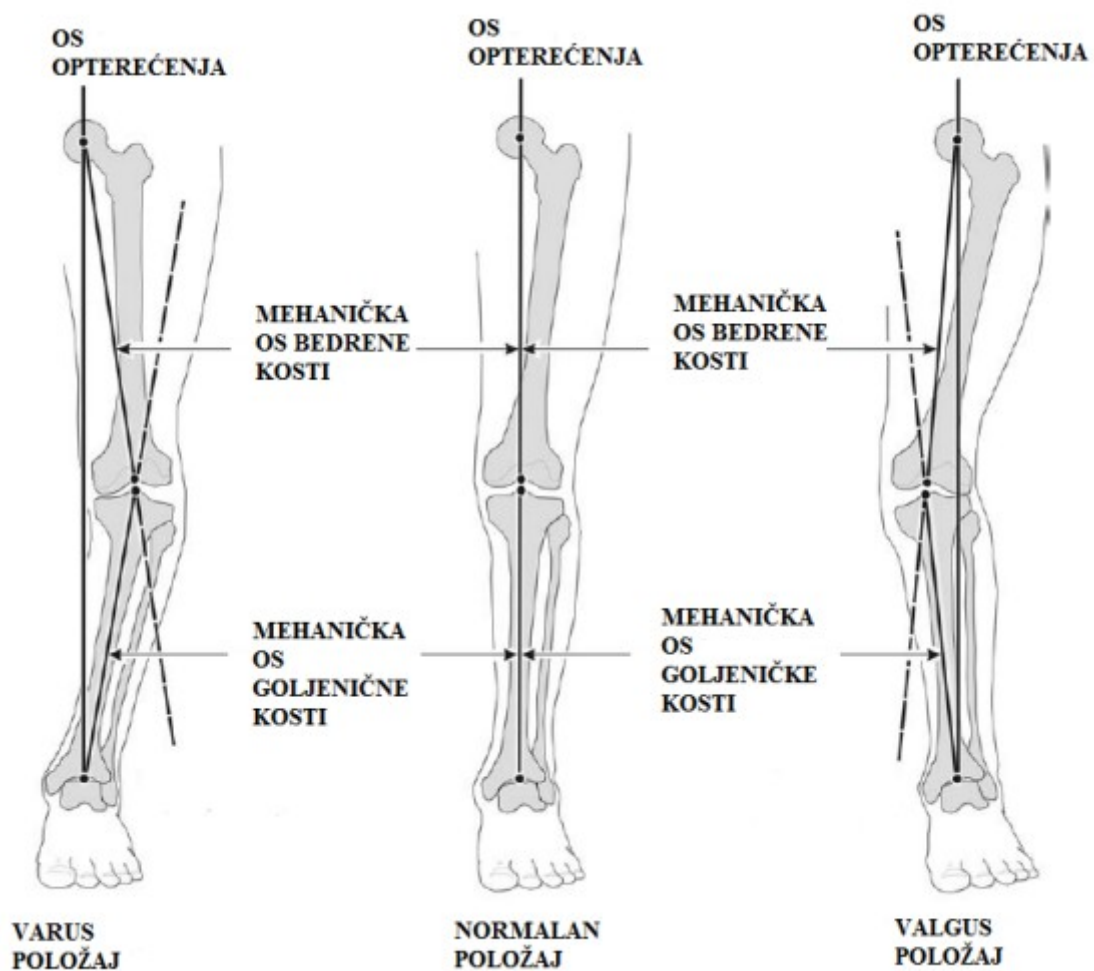 OS
OPTEREĆENJA
OS
OPTEREĆENJA
OS
OPTEREĆENJA
MEHANIČKA
OS BEDRENE
KOSTI
MEHANIČKA
OS BEDRENE
KOSTI
MEHANIČKA
OS
GOLJENIČNE
KOSTI
MEHANIČKA
OS
GOLJENIČKE
KOSTI
VARUS
POLOŽAJ
NORMALAN
POLOŽAJ
VALGUS
POLOŽAJ